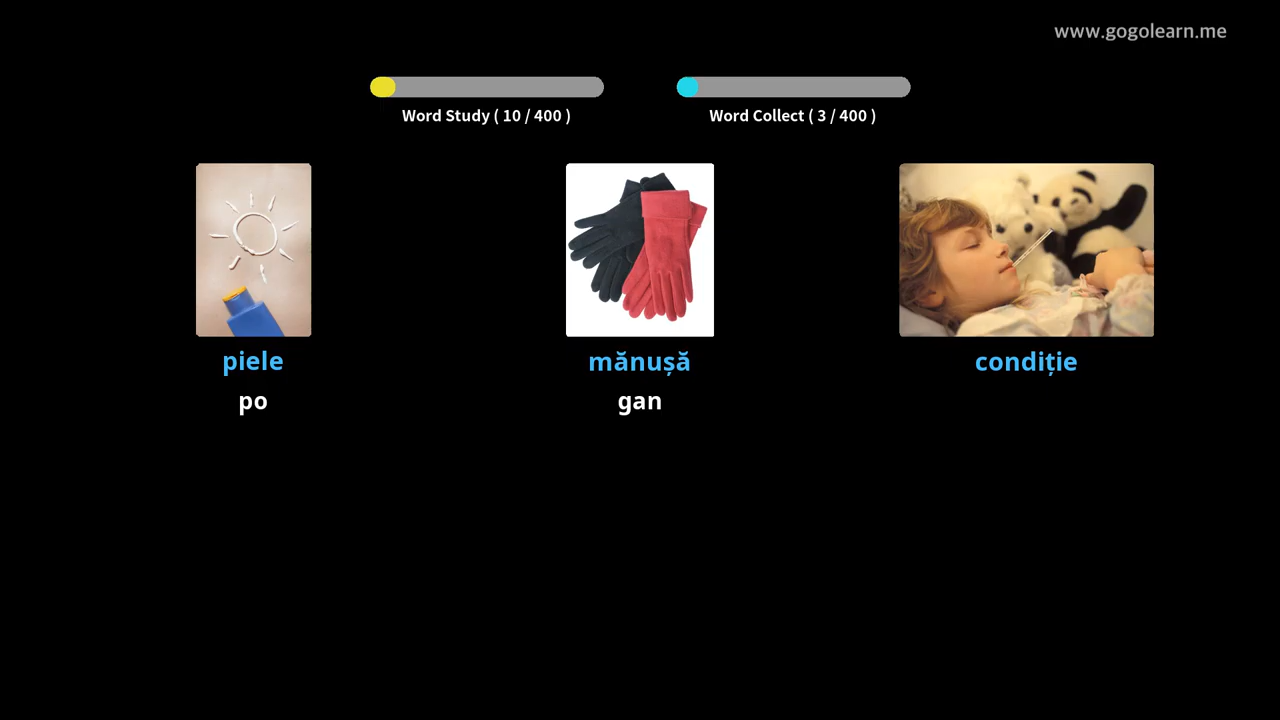 www.gogolearn.me
Word Study ( 10 / 400 )
Word Collect ( 3 / 400 )
piele
mănușă
condiție
po
gan